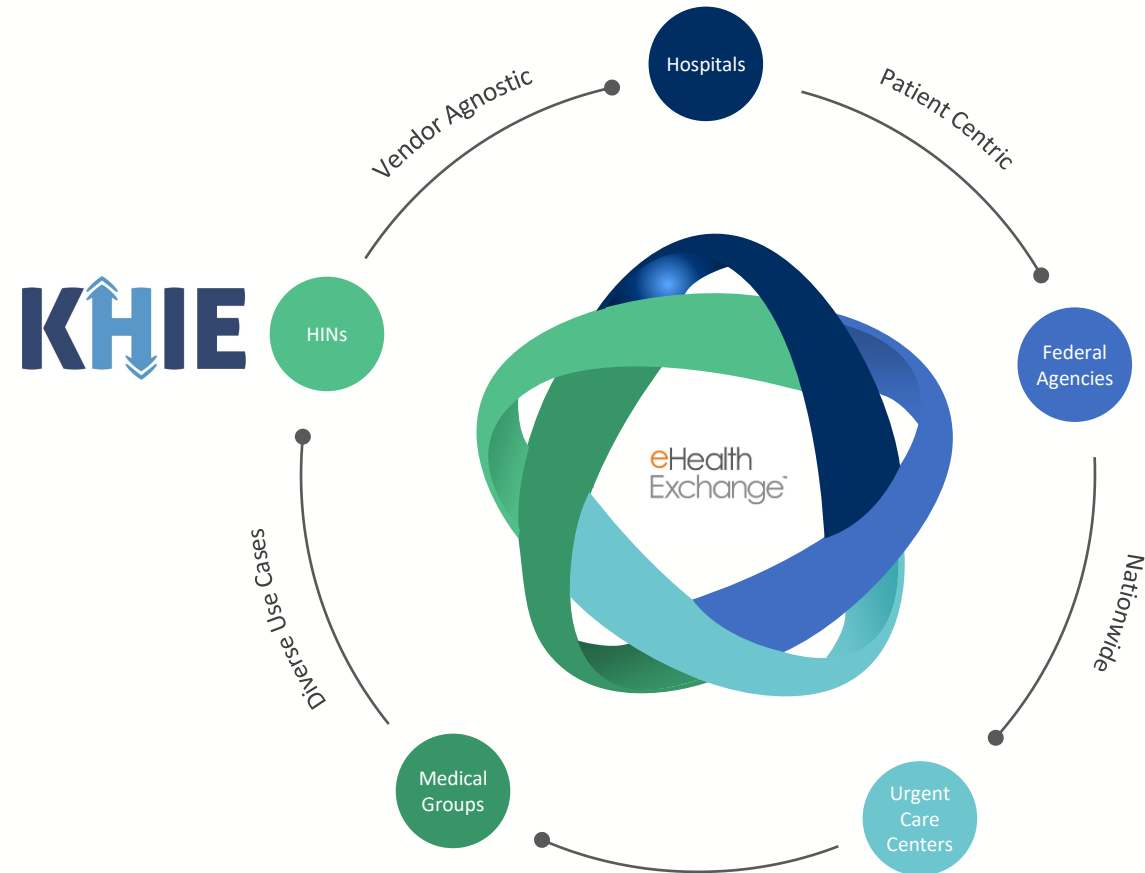 Hospitals
Vendor Agnostic
Patient Centric
KHIE
HINs
Federal
Agencies
eHealth
Exchange™
Diverse Use Cases
Nationwide
Medical
Groups
Urgent
Care
Centers